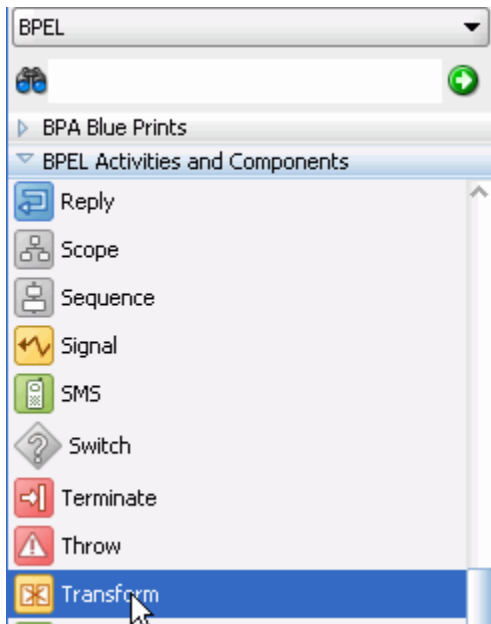 BPEL
BPA Blue Prints
BPEL Activities and Components
Reply
Scope
Sequence
Signal
SMS
Switch
Terminate
Throw
Transform